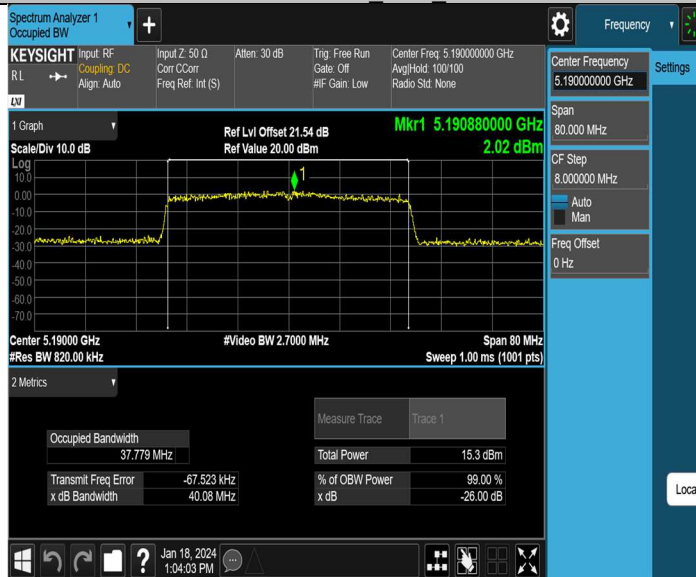 Spectrum Analyzer 1
Occupied BW
Frequency
KEYSIGHT
RL
LXI
Input: RF
Coupling: DC
Align: Auto
Input Z: 50 Ω
Corr CCorr
Freq Ref: Int (S)
Atten: 30 dB
Trig: Free Run
Gate: Off
#IF Gain: Low
Center Freq: 5.190000000 GHz
Avg|Hold: 100/100
Radio Std: None
Center Frequency
5.190000000 GHz
Settings
Span
80.000 MHz
CF Step
8.000000 MHz
Auto
Man
Freq Offset
0 Hz
1 Graph
Scale/Div 10.0 dB
Ref Lvl Offset 21.54 dB
Ref Value 20.00 dBm
Mkr1 5.190880000 GHz
2.02 dBm
Log
10.0
0.00
-10.0
-20.0
-30.0
-40.0
-50.0
-60.0
-70.0
1
Center 5.19000 GHz
#Res BW 820.00 kHz
#Video BW 2.7000 MHz
Span 80 MHz
Sweep 1.00 ms (1001 pts)
2 Metrics
Measure Trace Trace 1
Occupied Bandwidth
37.779 MHz
Total Power 15.3 dBm
Transmit Freq Error -67.523 kHz
% of OBW Power 99.00 %
x dB Bandwidth 40.08 MHz
x dB -26.00 dB
Loca
?
Jan 18, 2024
1:04:03 PM